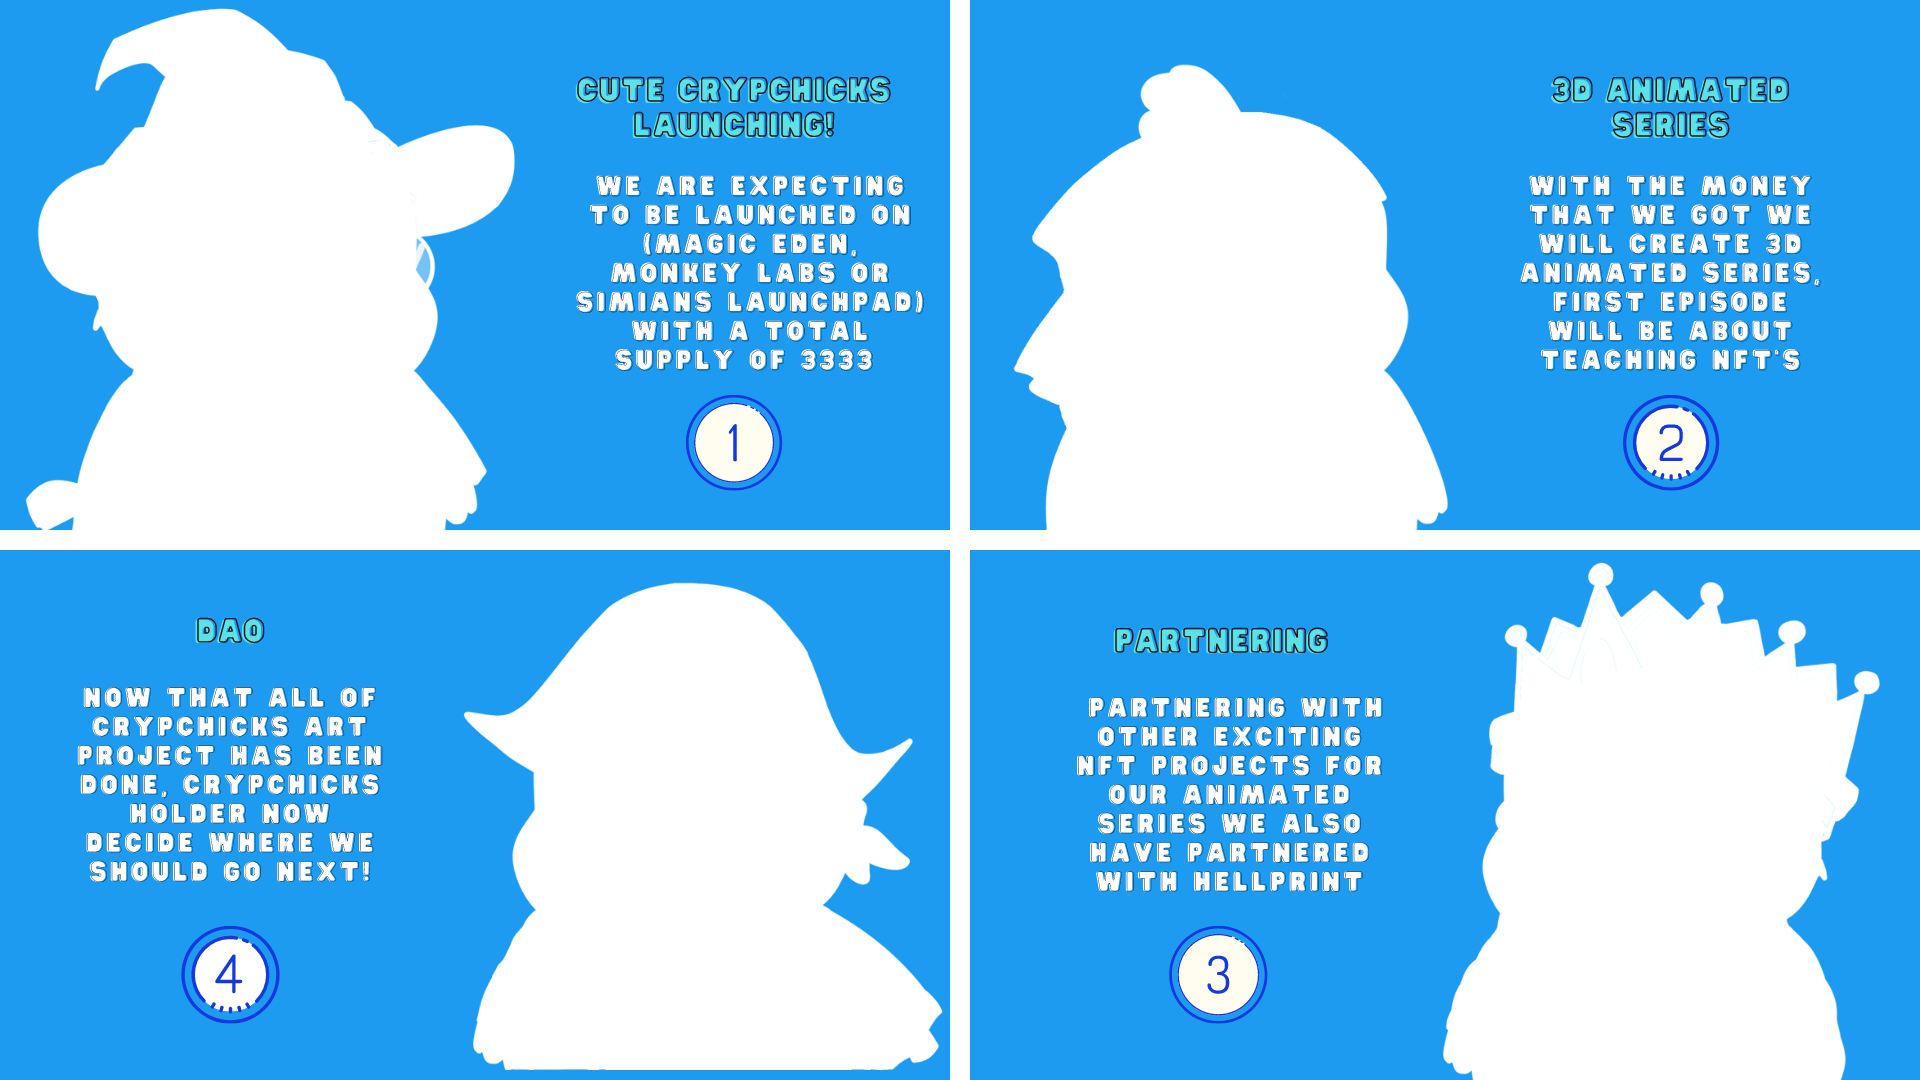 CUTE CRYPCHICKS
LAUNCHING!
WE ARE EXPECTING
TO BE LAUNCHED ON
(MAGIC EDEN,
MONKEY LABS OR
SIMIANS LAUNCHPAD)
WITH A TOTAL
SUPPLY OF 3333
1
3D ANIMATED
SERIES
WITH THE MONEY
THAT WE GOT WE
WILL CREATE 3D
ANIMATED SERIES,
FIRST EPISODE
WILL BE ABOUT
TEACHING NFT'S
2
DAO
NOW THAT ALL OF
CRYPCHICKS ART
PROJECT HAS BEEN
DONE, CRYPCHICKS
HOLDER NOW
DECIDE WHERE WE
SHOULD GO NEXT!
4
PARTNERING
PARTNERING WITH
OTHER EXCITING
NFT PROJECTS FOR
OUR ANIMATED
SERIES WE ALSO
HAVE PARTNERED
WITH HELLPRINT
3